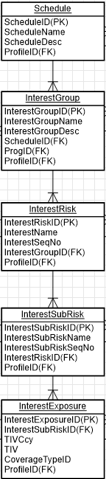 Schedule
ScheduleID(PK)
ScheduleName
ScheduleDesc
ProfileID(FK)
InterestGroup
InterestGroupID(PK)
InterestGroupName
InterestGroupDesc
ScheduleID(FK)
ProgID(FK)
ProfileID(FK)
InterestRisk
InterestRiskID(PK)
InterestName
InterestSeqNo
InterestGroupID(FK)
ProfileID(FK)
InterestSubRisk
InterestSubRiskID(PK)
InterestSubRiskName
InterestSubRiskSeqNo
InterestRiskID(FK)
ProfileID(FK)
InterestExposure
InterestExposureID(PK)
InterestSubRiskID(FK)
TIVCcy
TIV
CoverageTypeID
ProfileID(FK)